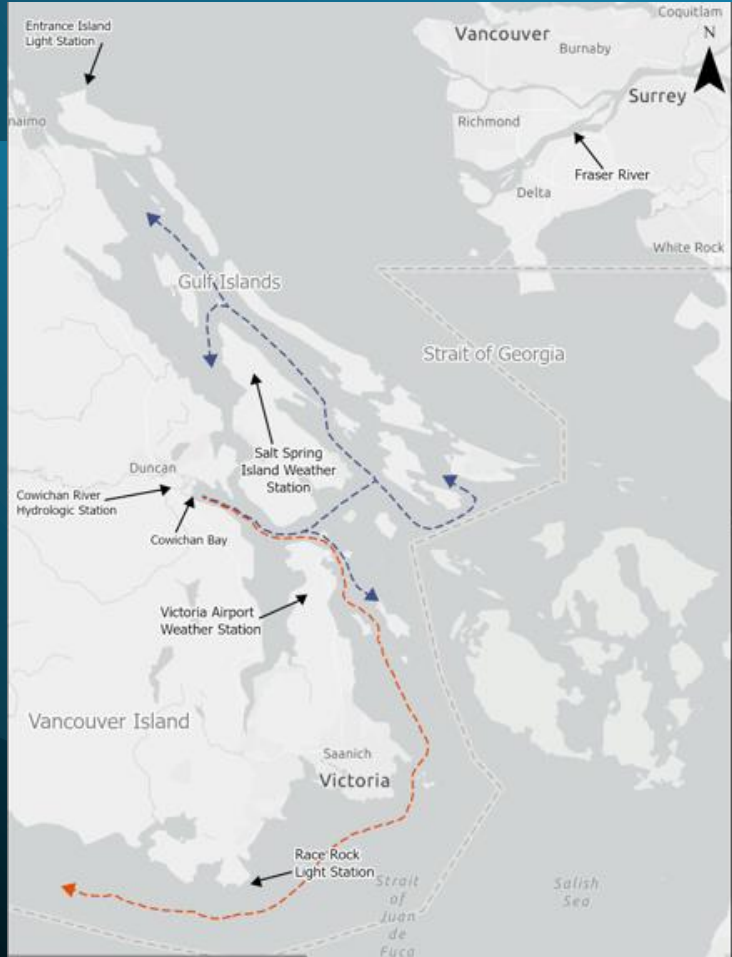 Entrance Island
Light Station
Coquitlam
Vancouver
Burnaby
N
Surrey
naimo
Richmond
Fraser River
Delta
White Rock
Gulf Islands
Strait of Georgia
Salt Spring
Island Weather
Station
Duncan
Cowichan River
Hydrologic Station
Cowichan Bay
Victoria Airport
Weather Station
Vancouver Island
Saanich
Victoria
Race Rock
Light Station
Strait
of
Juan
de
Fuca
Salish
Sea